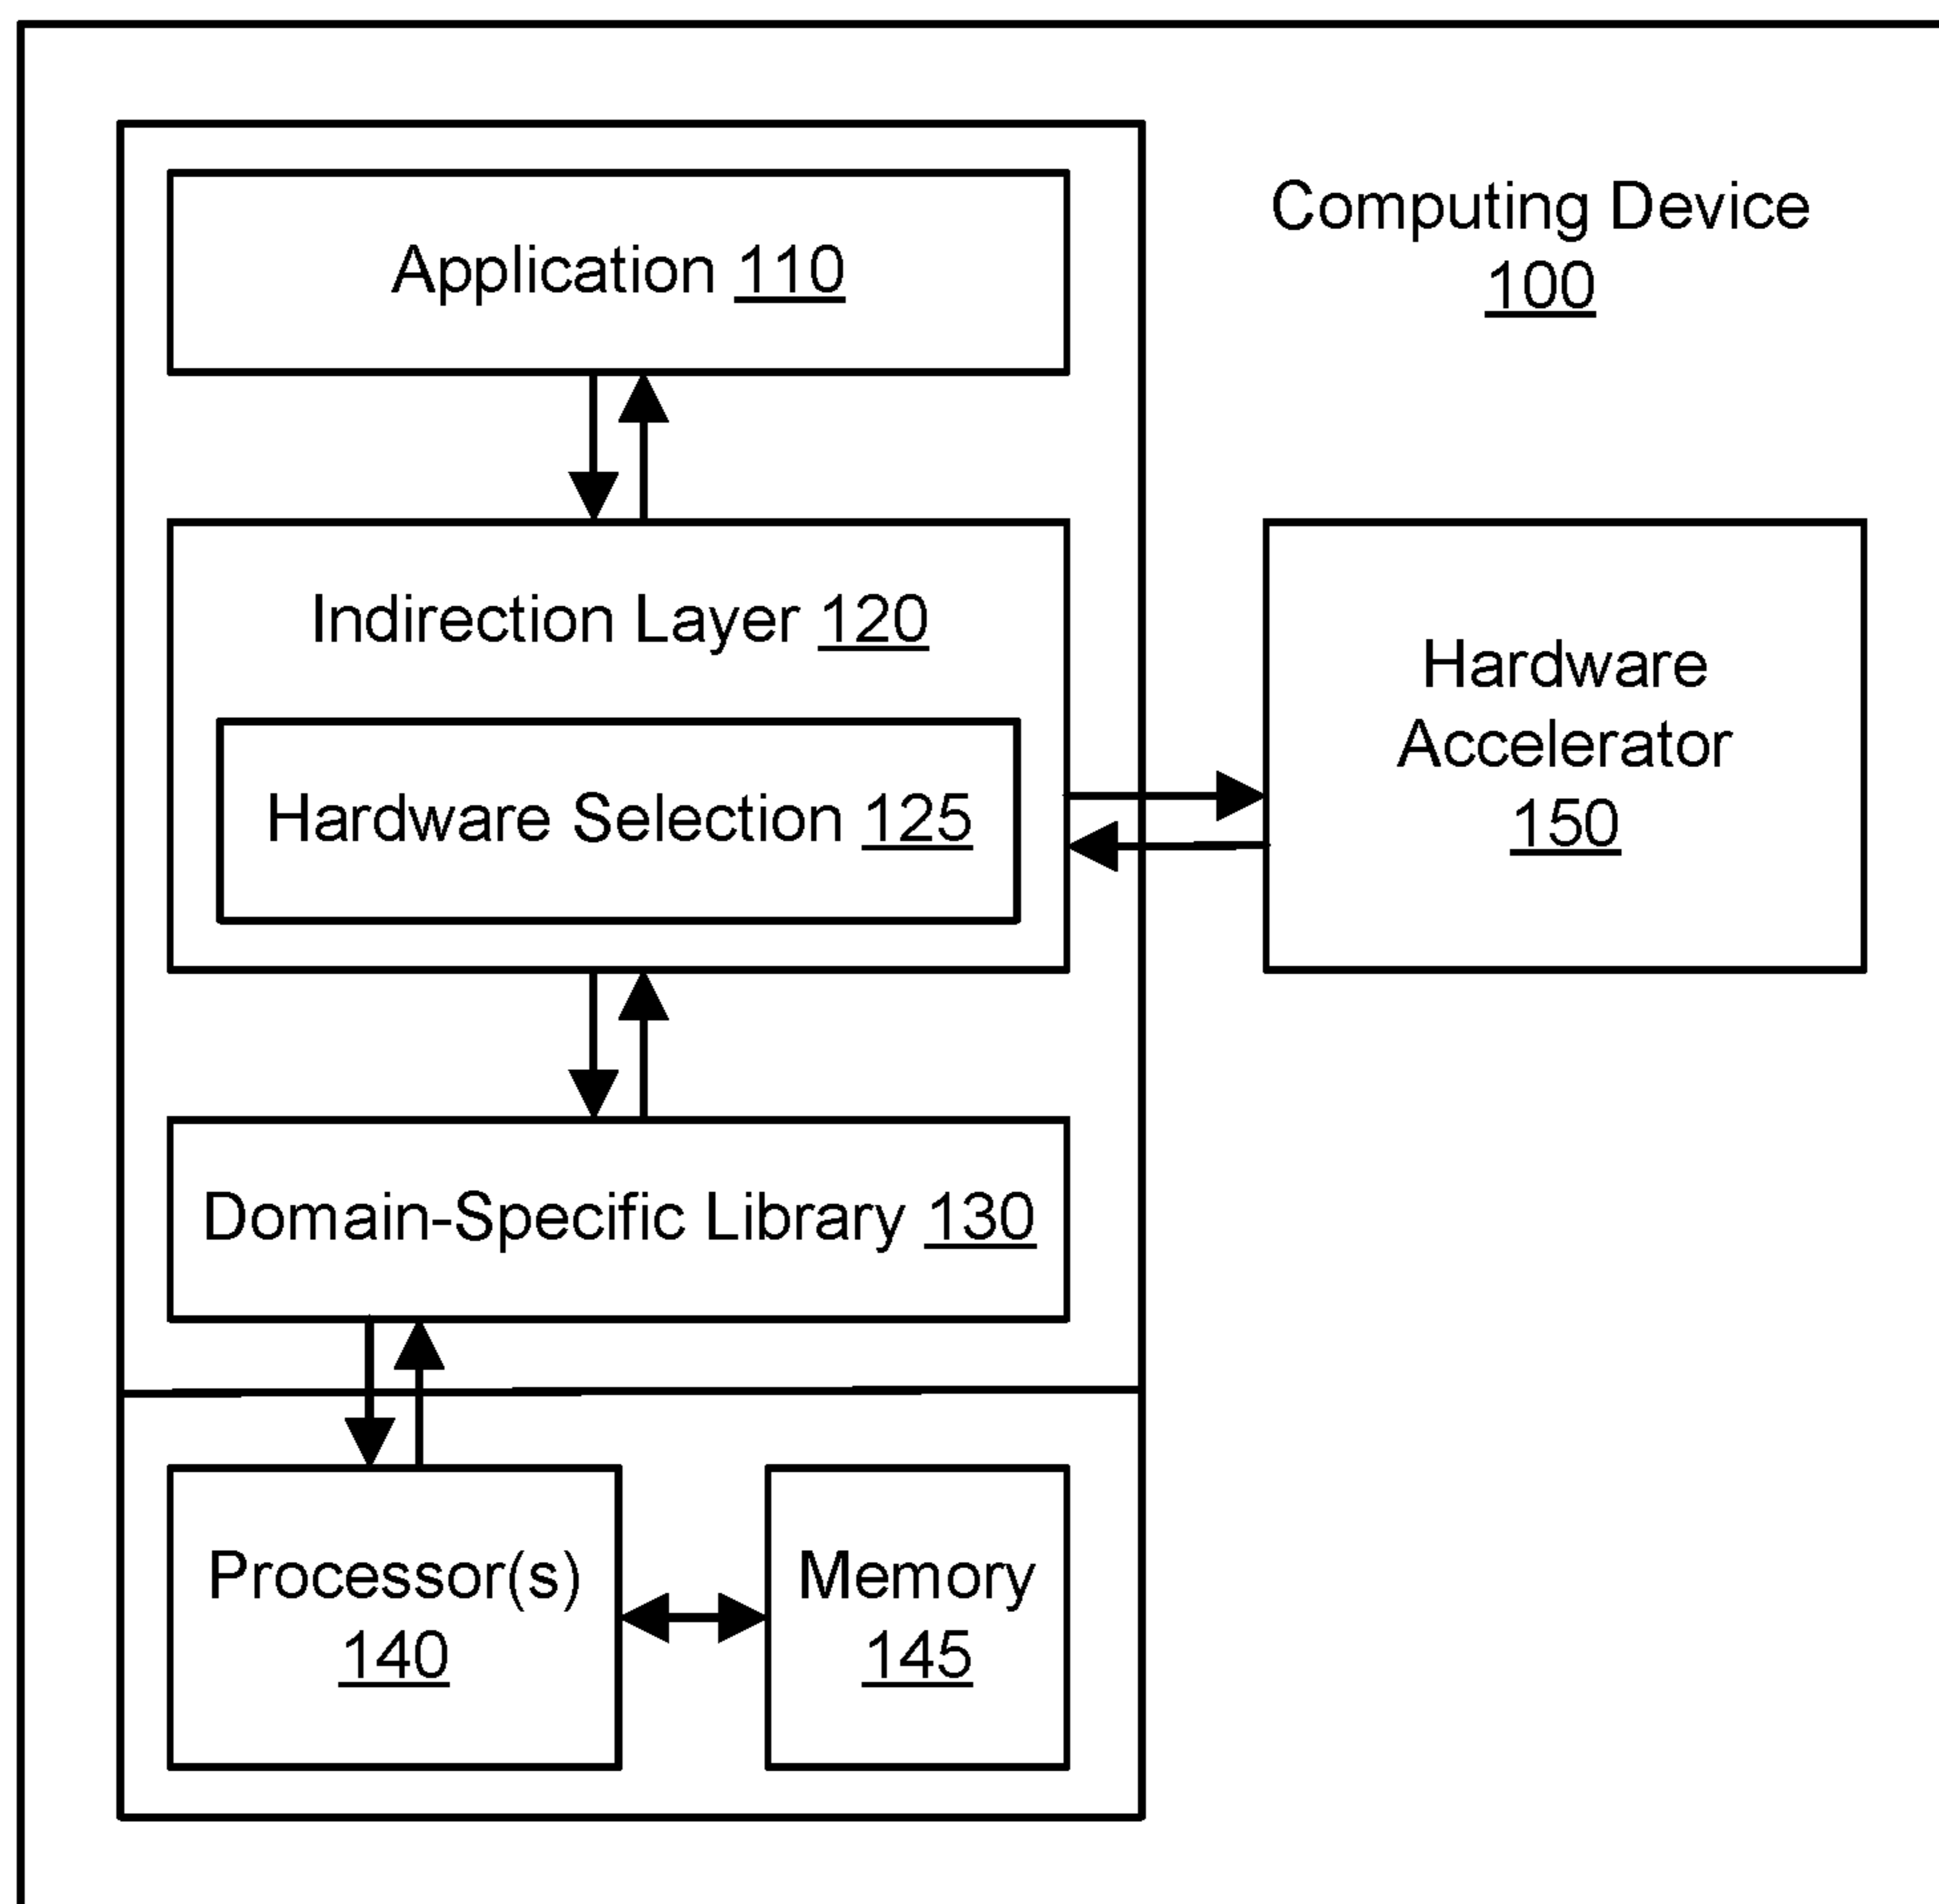 Computing Device
100
Application 110
Indirection Layer 120
Hardware Selection 125
Hardware
Accelerator
150
Domain-Specific Library 130
Processor(s)
140
Memory
145